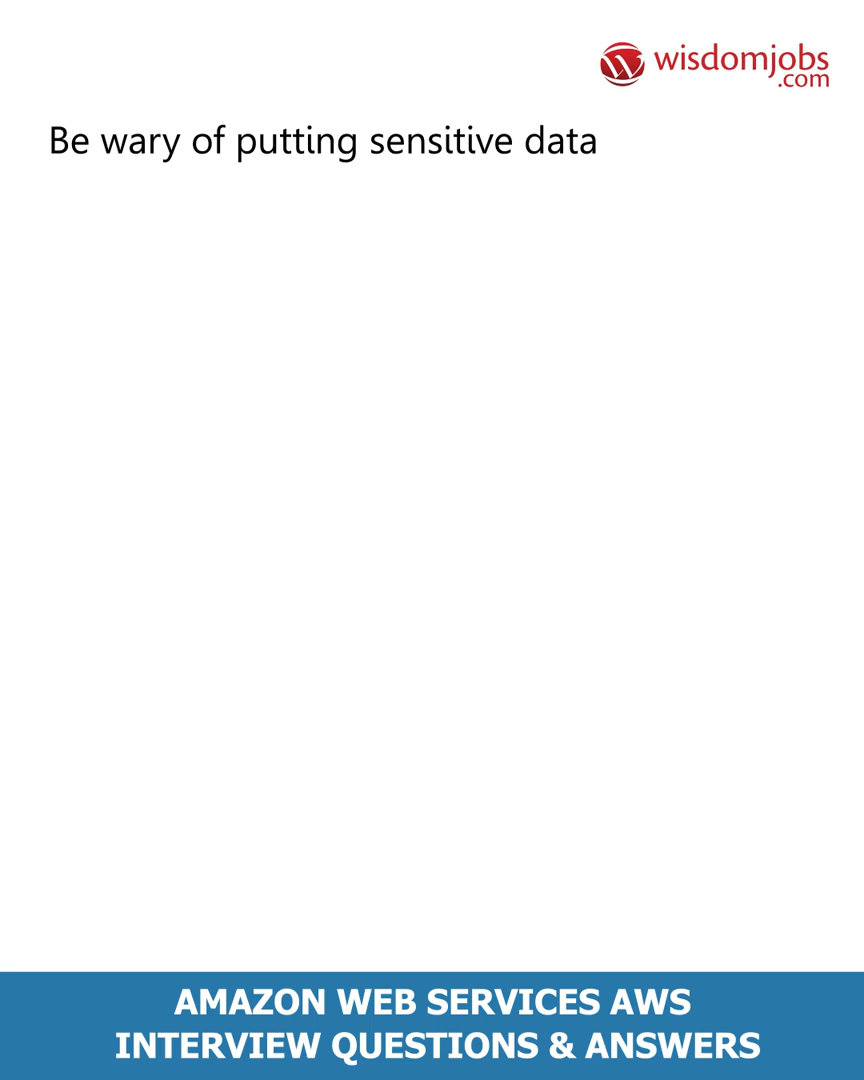 wisdomjobs
.com
Be wary of putting sensitive data
AMAZON WEB SERVICES AWS
INTERVIEW QUESTIONS & ANSWERS